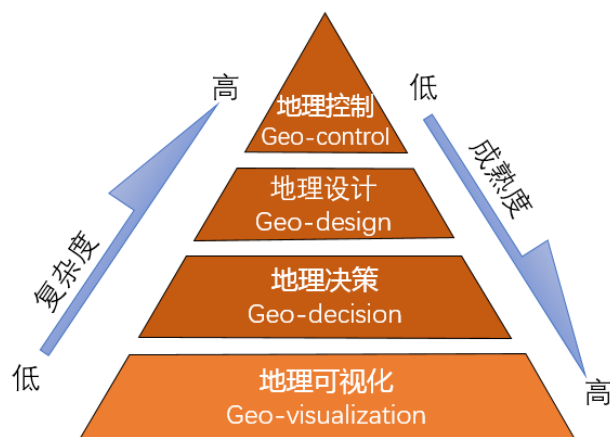 高
低
地理控制
Geo-control
地理设计
Geo-design
成熟度
复杂度
地理决策
Geo-decision
低
高
地理可视化
Geo-visualization